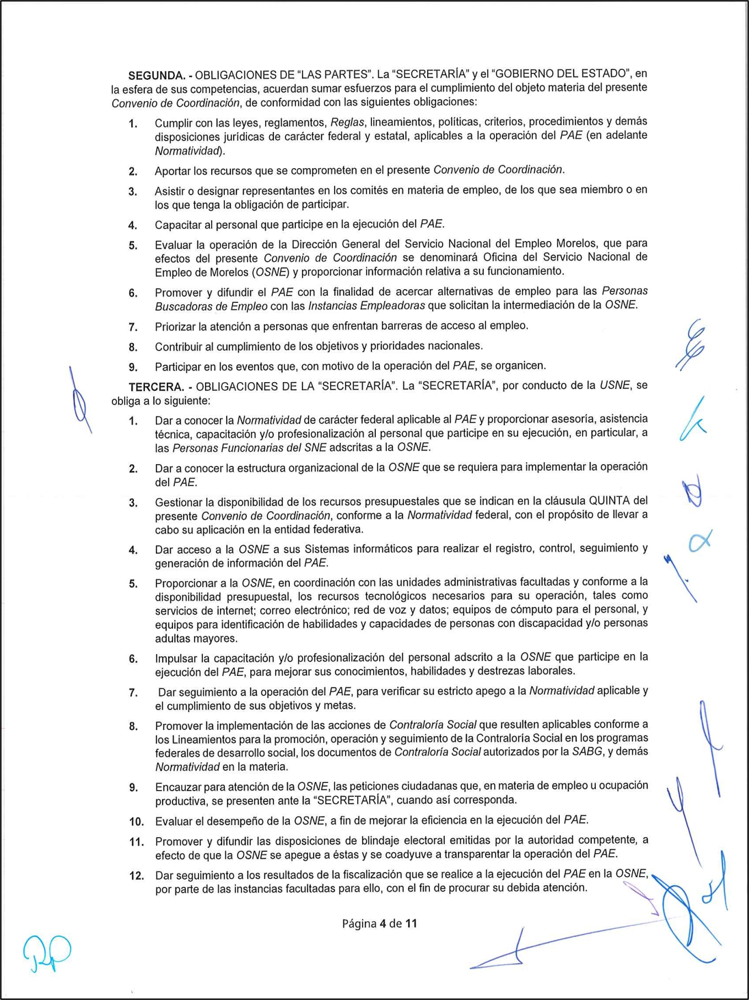 SEGUNDA. - OBLIGACIONES DE “LAS PARTES”. La “SECRETARÍA” y el “GOBIERNO DEL ESTADO”, en
la esfera de sus competencias, acuerdan sumar esfuerzos para el cumplimiento del objeto materia del presente
Convenio de Coordinación, de conformidad con las siguientes obligaciones:
1. Cumplir con las leyes, reglamentos, Reglas, lineamientos, políticas, criterios, procedimientos y demás
disposiciones jurídicas de carácter federal y estatal, aplicables a la operación del PAE (en adelante
Normatividad).
2. Aportar los recursos que se comprometen en el presente Convenio de Coordinación.
3. Asistir o designar representantes en los comités en materia de empleo, de los que sea miembro o en
los que tenga la obligación de participar.
4. Capacitar al personal que participe en la ejecución del PAE.
5. Evaluar la operación de la Dirección General del Servicio Nacional del Empleo Morelos, que para
efectos del presente Convenio de Coordinación se denominará Oficina del Servicio Nacional de
Empleo de Morelos (OSNE) y proporcionar información relativa a su funcionamiento.
6. Promover y difundir el PAE con la finalidad de acercar alternativas de empleo para las Personas
Buscadoras de Empleo con las Instancias Empleadoras que solicitan la intermediación de la OSNE.
7. Priorizar la atención a personas que enfrentan barreras de acceso al empleo.
8. Contribuir al cumplimiento de los objetivos y prioridades nacionales.
9. Participar en los eventos que, con motivo de la operación del PAE, se organicen.
TERCERA. - OBLIGACIONES DE LA “SECRETARÍA”. La “SECRETARÍA”, por conducto de la USNE, se
obliga a lo siguiente:
1. Dar a conocer la Normatividad de carácter federal aplicable al PAE y proporcionar asesoría, asistencia
técnica, capacitación y/o profesionalización al personal que participe en su ejecución, en particular, a
las Personas Funcionarias del SNE adscritas a la OSNE.
2. Dar a conocer la estructura organizacional de la OSNE que se requiera para implementar la operación
del PAE.
3. Gestionar la disponibilidad de los recursos presupuestales que se indican en la cláusula QUINTA del
presente Convenio de Coordinación, conforme a la Normatividad federal, con el propósito de llevar a
cabo su aplicación en la entidad federativa.
4. Dar acceso a la OSNE a sus Sistemas informáticos para realizar el registro, control, seguimiento y
generación de información del PAE.
5. Proporcionar a la OSNE, en coordinación con las unidades administrativas facultadas y conforme a la
disponibilidad presupuestal, los recursos tecnológicos necesarios para su operación, tales como
servicios de internet; correo electrónico; red de voz y datos; equipos de cómputo para el personal, y
equipos para identificación de habilidades y capacidades de personas con discapacidad y/o personas
adultas mayores.
6. Impulsar la capacitación y/o profesionalización del personal adscrito a la OSNE que participe en la
ejecución del PAE, para mejorar sus conocimientos, habilidades y destrezas laborales.
7. Dar seguimiento a la operación del PAE, para verificar su estricto apego a la Normatividad aplicable y
el cumplimiento de sus objetivos y metas.
8. Promover la implementación de las acciones de Contraloría Social que resulten aplicables conforme a
los Lineamientos para la promoción, operación y seguimiento de la Contraloría Social en los programas
federales de desarrollo social, los documentos de Contraloría Social autorizados por la SABG, y demás
Normatividad en la materia.
9. Encauzar para atención de la OSNE, las peticiones ciudadanas que, en materia de empleo u ocupación
productiva, se presenten ante la “SECRETARÍA”, cuando así corresponda.
10. Evaluar el desempeño de la OSNE, a fin de mejorar la eficiencia en la ejecución del PAE.
11. Promover y difundir las disposiciones de blindaje electoral emitidas por la autoridad competente, a
efecto de que la OSNE se apegue a éstas y se coadyuve a transparentar la operación del PAE.
12. Dar seguimiento a los resultados de la fiscalización que se realice a la ejecución del PAE en la OSNE,
por parte de las instancias facultadas para ello, con el fin de procurar su debida atención.
Página 4 de 11